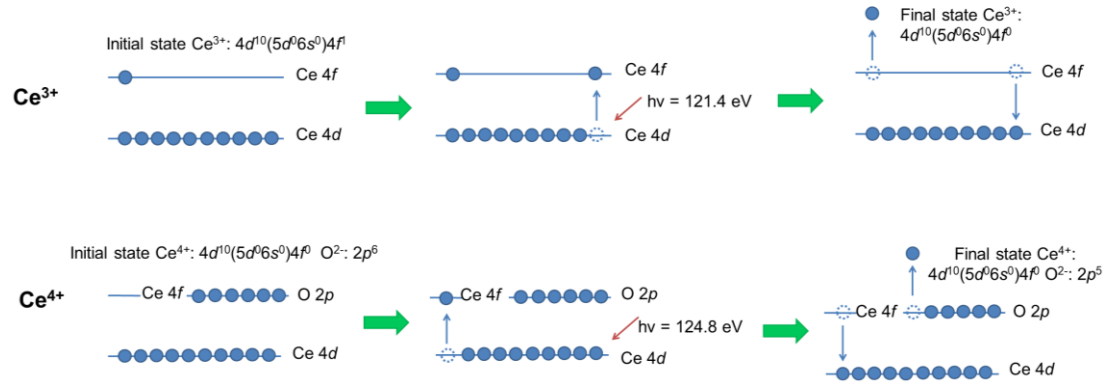 Initial state Ce³⁺: 4d¹⁰(5d⁰6s⁰)4f¹
Ce 4f
Ce 4d
Ce³⁺
Ce 4f
hv = 121.4 eV
Ce 4d
Final state Ce³⁺:
4d¹⁰(5d⁰6s⁰)4f⁰
Ce 4f
Ce 4d
Initial state Ce⁴⁺: 4d¹⁰(5d⁰6s⁰)4f⁰ O²⁻: 2p⁶
Ce⁴⁺
Ce 4f
O 2p
Ce 4d
Ce 4f
O 2p
hv = 124.8 eV
Ce 4d
Final state Ce⁴⁺:
4d¹⁰(5d⁰6s⁰)4f⁰ O²⁻: 2p⁵
Ce 4f
O 2p
Ce 4d